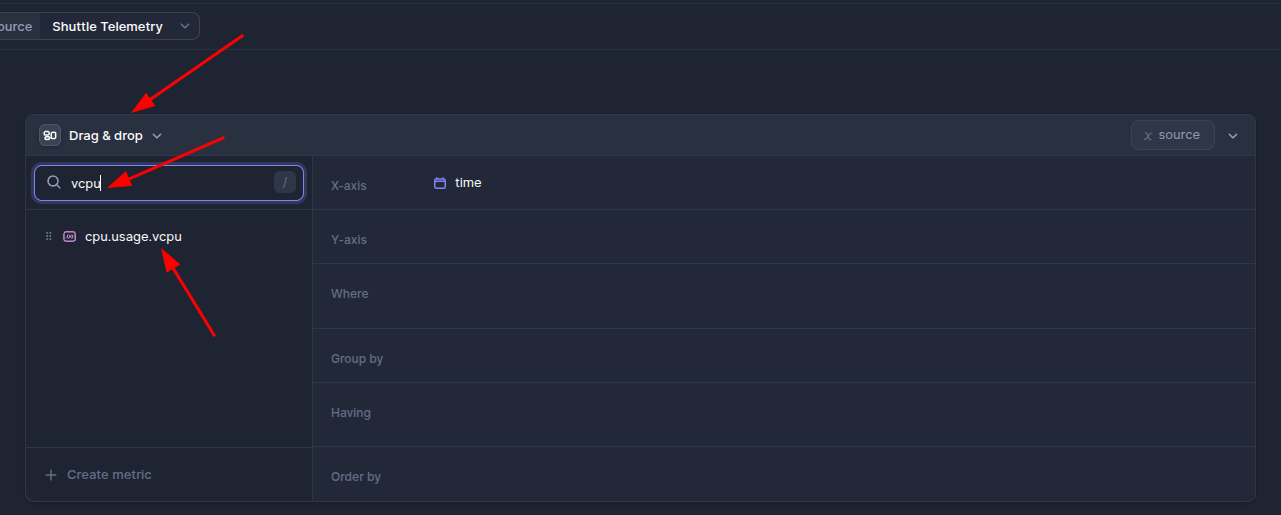 ource Shuttle Telemetry
Drag & drop
x source
vcpu /
X-axis time
cpu.usage.vcpu
Y-axis
Where
Group by
Having
Create metric
Order by